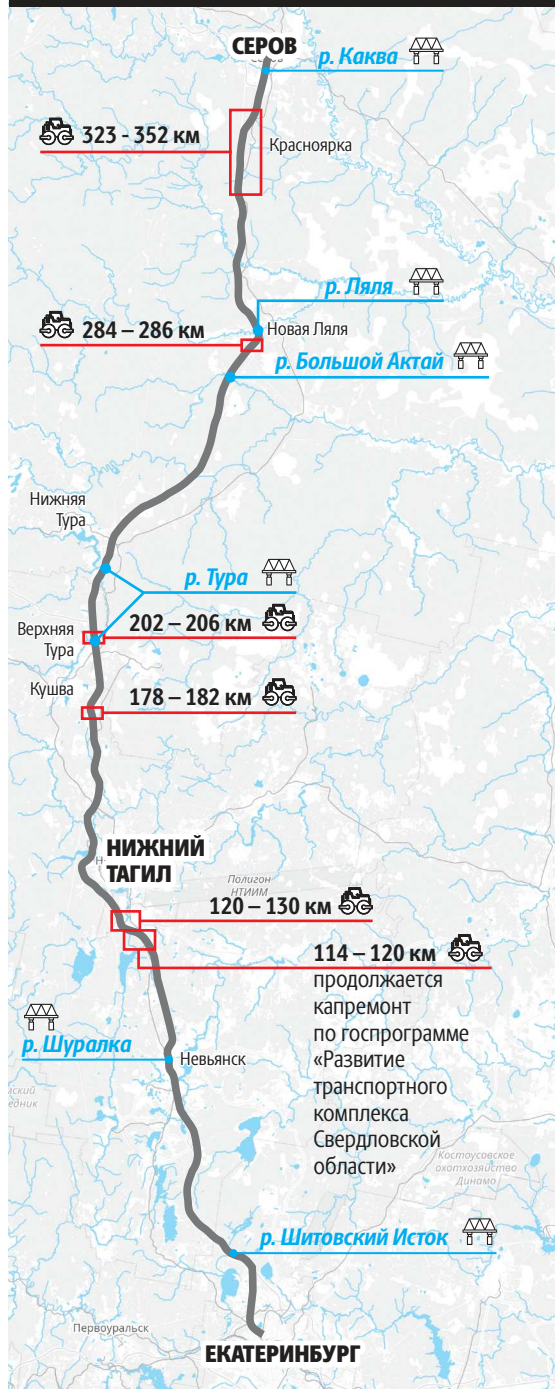 СЕРОВ
р. Каква
323 - 352 км
Красноярка
р. Ляля
284 – 286 км
Новая Ляля
р. Большой Актай
Нижняя
Тура
р. Тура
202 – 206 км
Верхняя
Тура
Кушва
178 – 182 км
НИЖНИЙ
ТАГИЛ
Полигон
НТИИМ
120 – 130 км
114 – 120 км
продолжается
капремонт
по госпрограмме
«Развитие
транспортного
комплекса
Свердловской
области»
р. Шуралка
Невьянск
Костоусовское
охотхозяйство
Динамо
р. Шитовский Исток
Первоуральск
ЕКАТЕРИНБУРГ